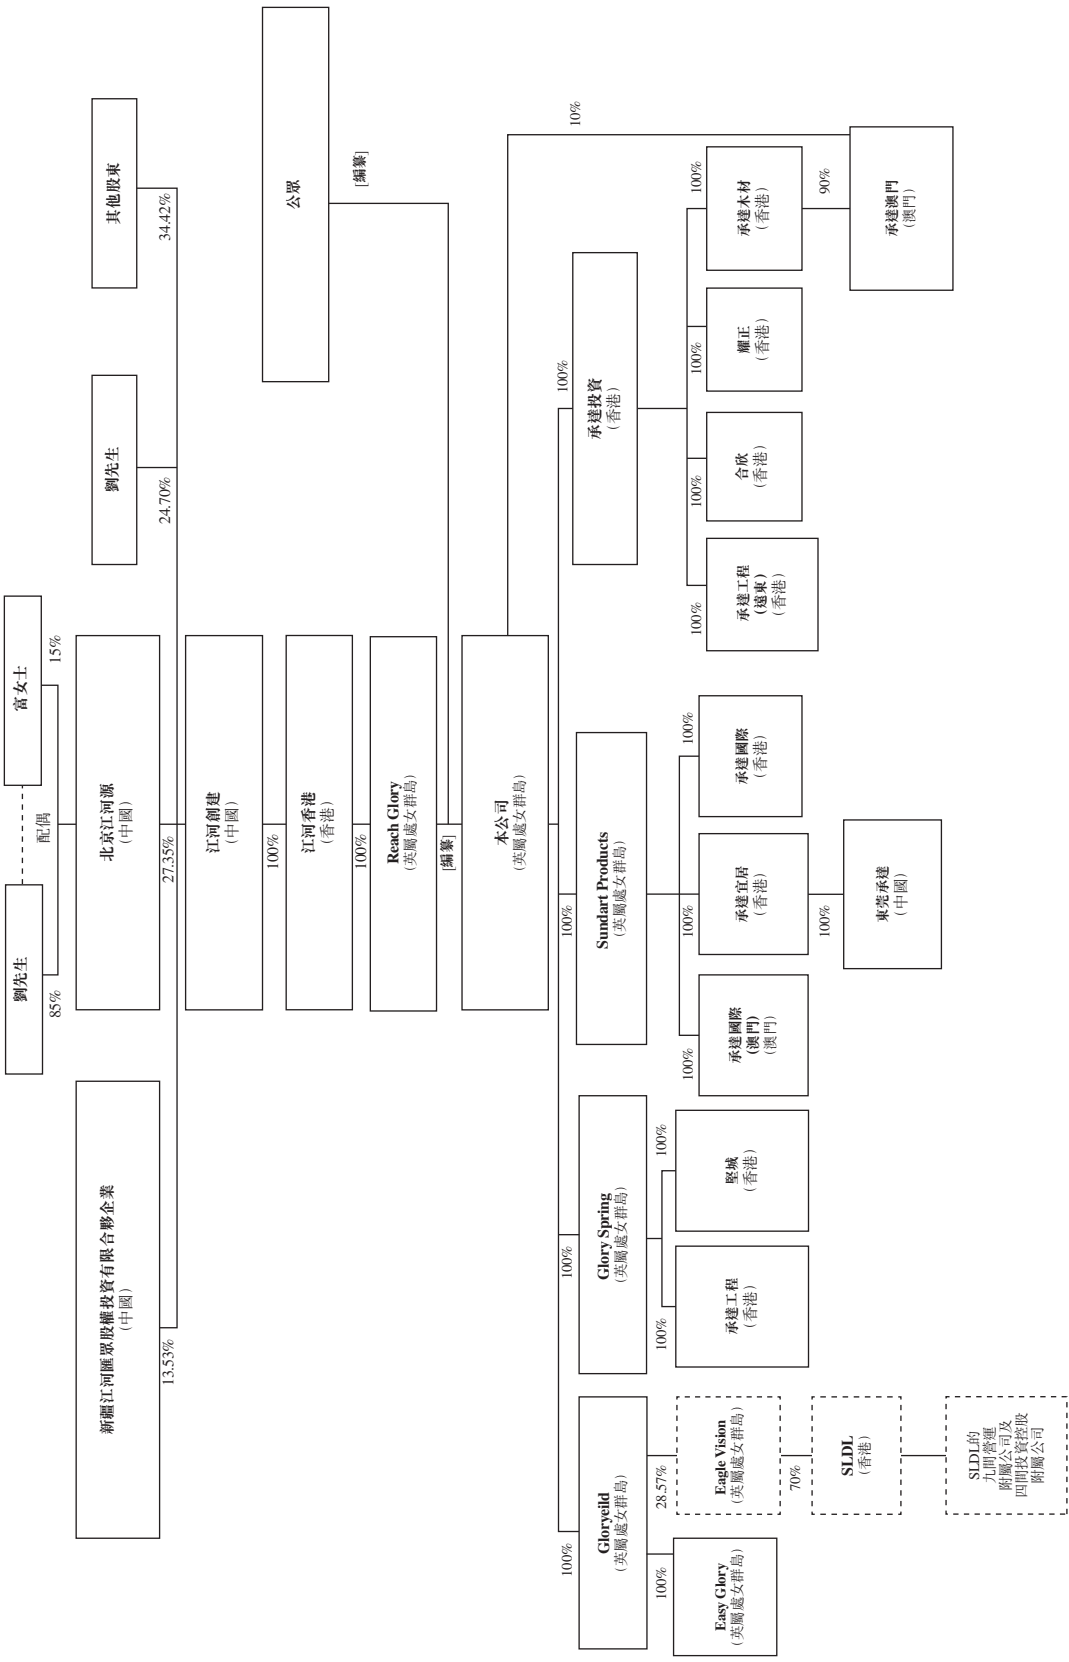 劉先生
富女士
配偶
85%
15%
新疆江河匯眾股權投資有限合夥企業
(中國)
北京江河源
(中國)
劉先生
其他股東
13.53%
27.35%
24.70%
34.42%
江河創建
(中國)
100%
江河香港
(香港)
100%
Reach Glory
(英屬處女群島)
公眾
[編纂]
[編纂]
本公司
(英屬處女群島)
10%
100%
100%
100%
100%
Gloryeild
(英屬處女群島)
Glory Spring
(英屬處女群島)
Sundart Products
(英屬處女群島)
承達投資
(香港)
100%
28.57%
100%
100%
100%
100%
100%
100%
100%
100%
100%
Easy Glory
(英屬處女群島)
Eagle Vision
(英屬處女群島)
承達工程
(香港)
堅城
(香港)
承達國際
(澳門)
(澳門)
承達宜居
(香港)
承達國際
(香港)
承達工程
(遠東)
(香港)
合欣
(香港)
耀正
(香港)
承達木材
(香港)
70%
100%
90%
SLDL
(香港)
東莞承達
(中國)
承達澳門
(澳門)
SLDL的
九間營運
附屬公司及
四間投資控股
附屬公司